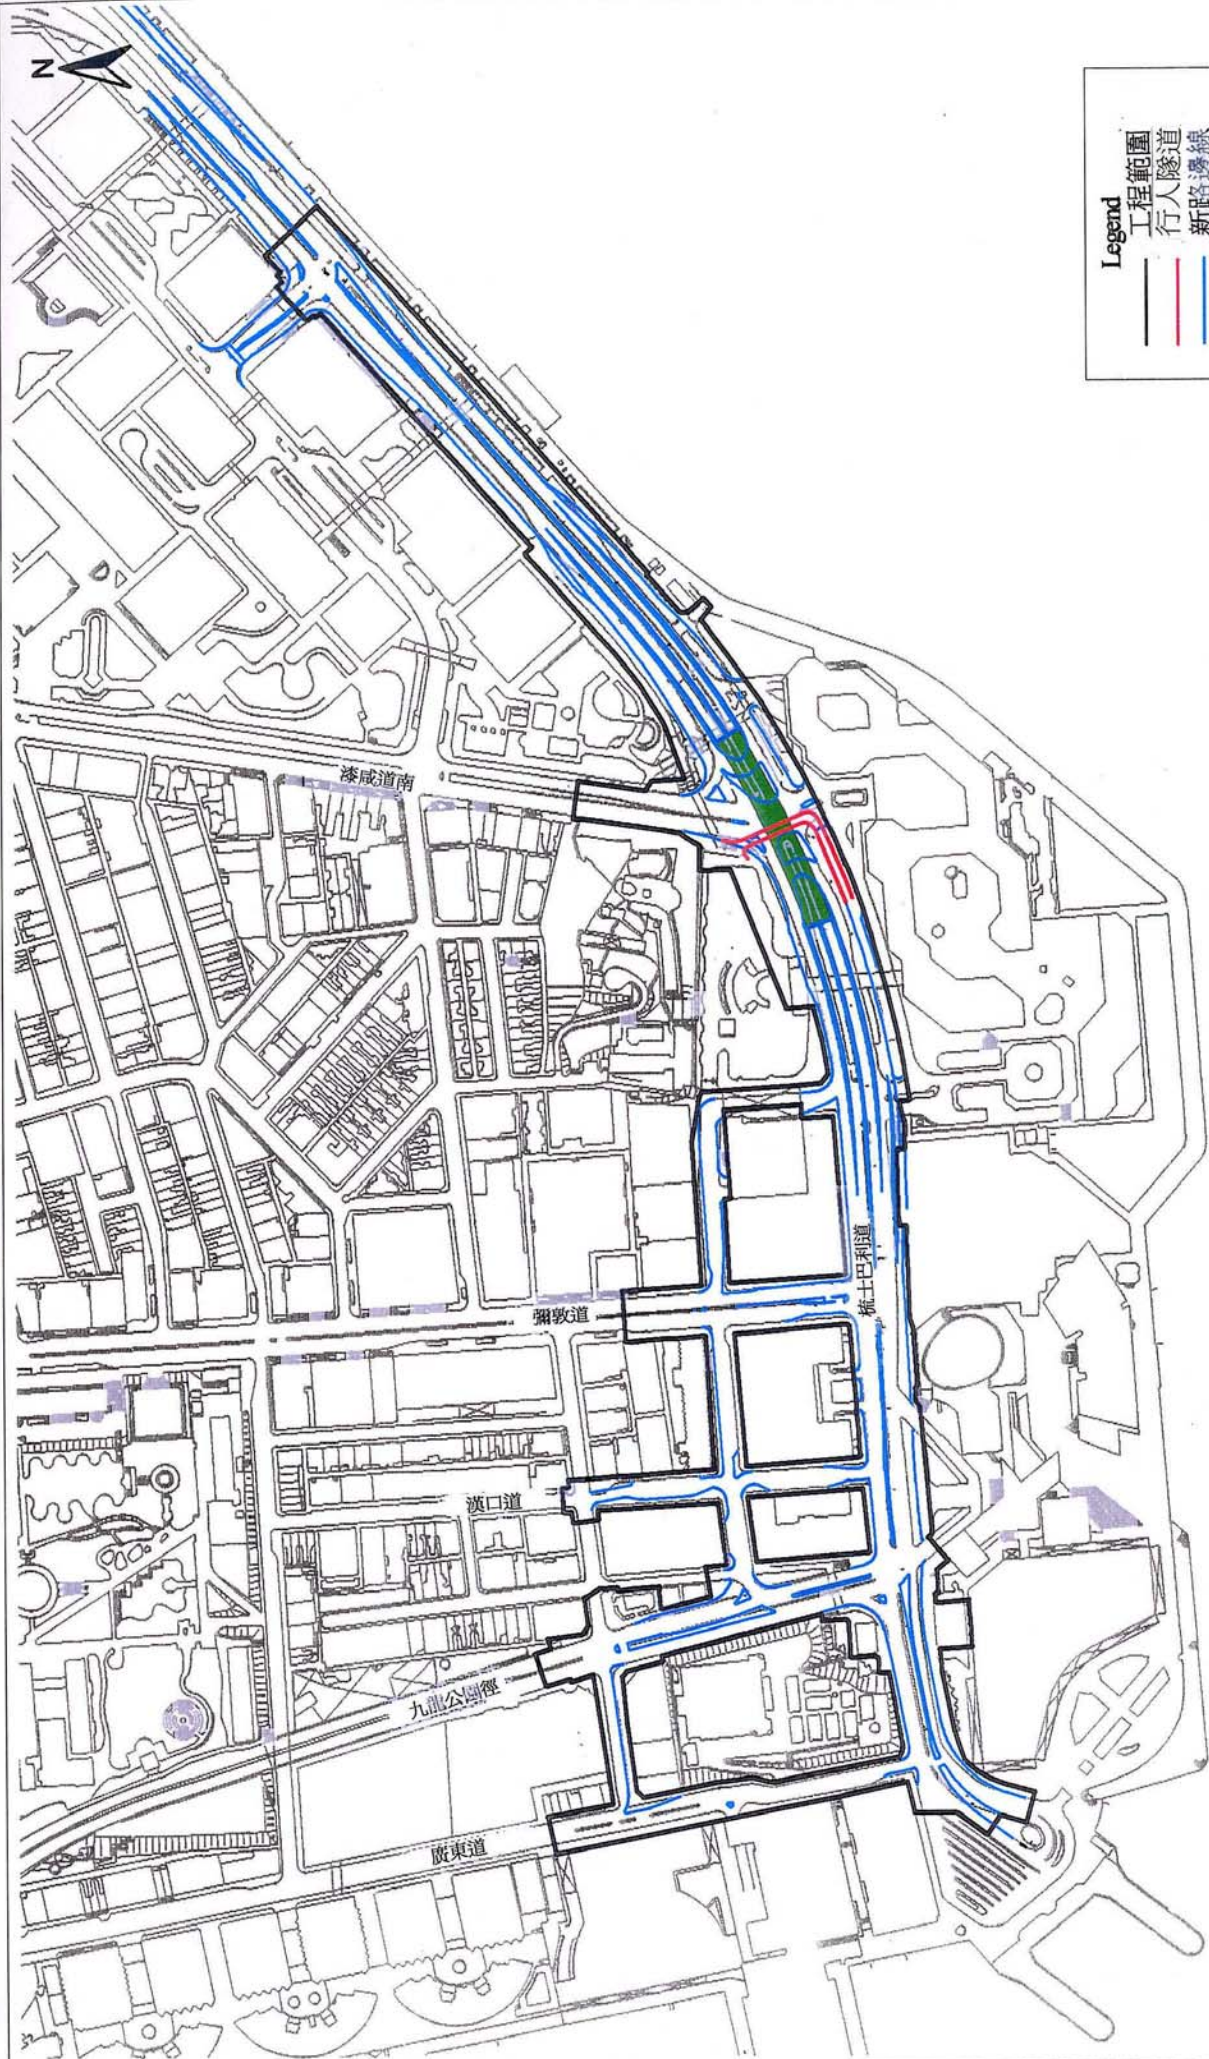 N
漆咸道南
彌敦道
梳士巴利道
漢口道
九龍公園徑
廣東道
Legend
工程範圍
行人隧道
新路邊線